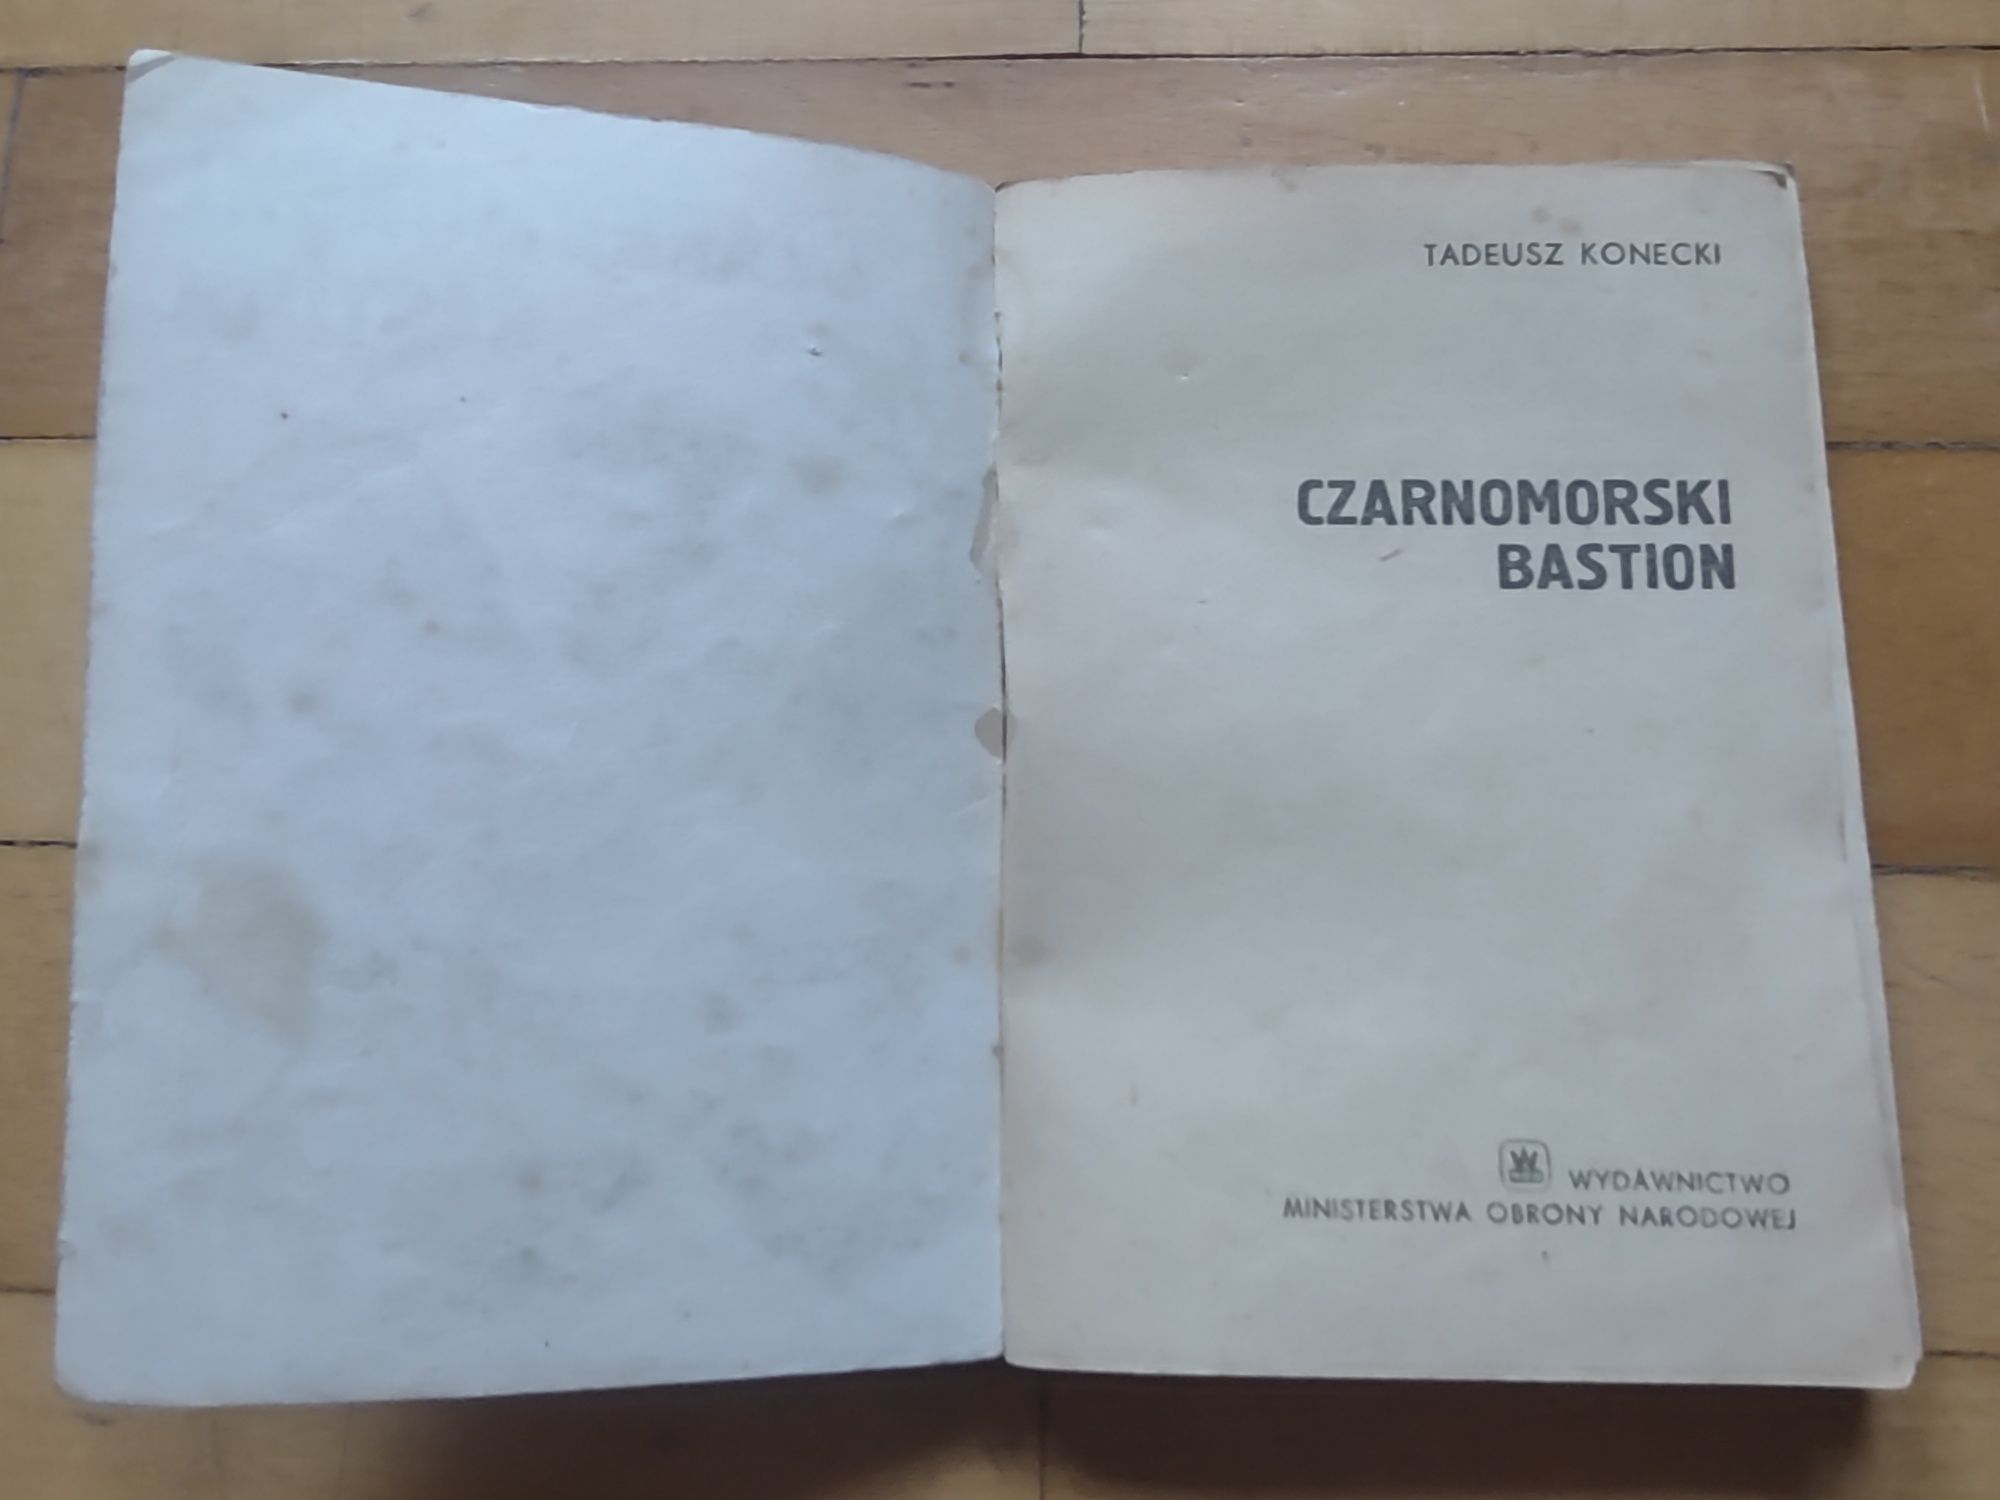 TADEUSZ KONECKI
CZARNOMORSKI
BASTION
WYDAWNICTWO
MINISTERSTWA OBRONY NARODOWEJ